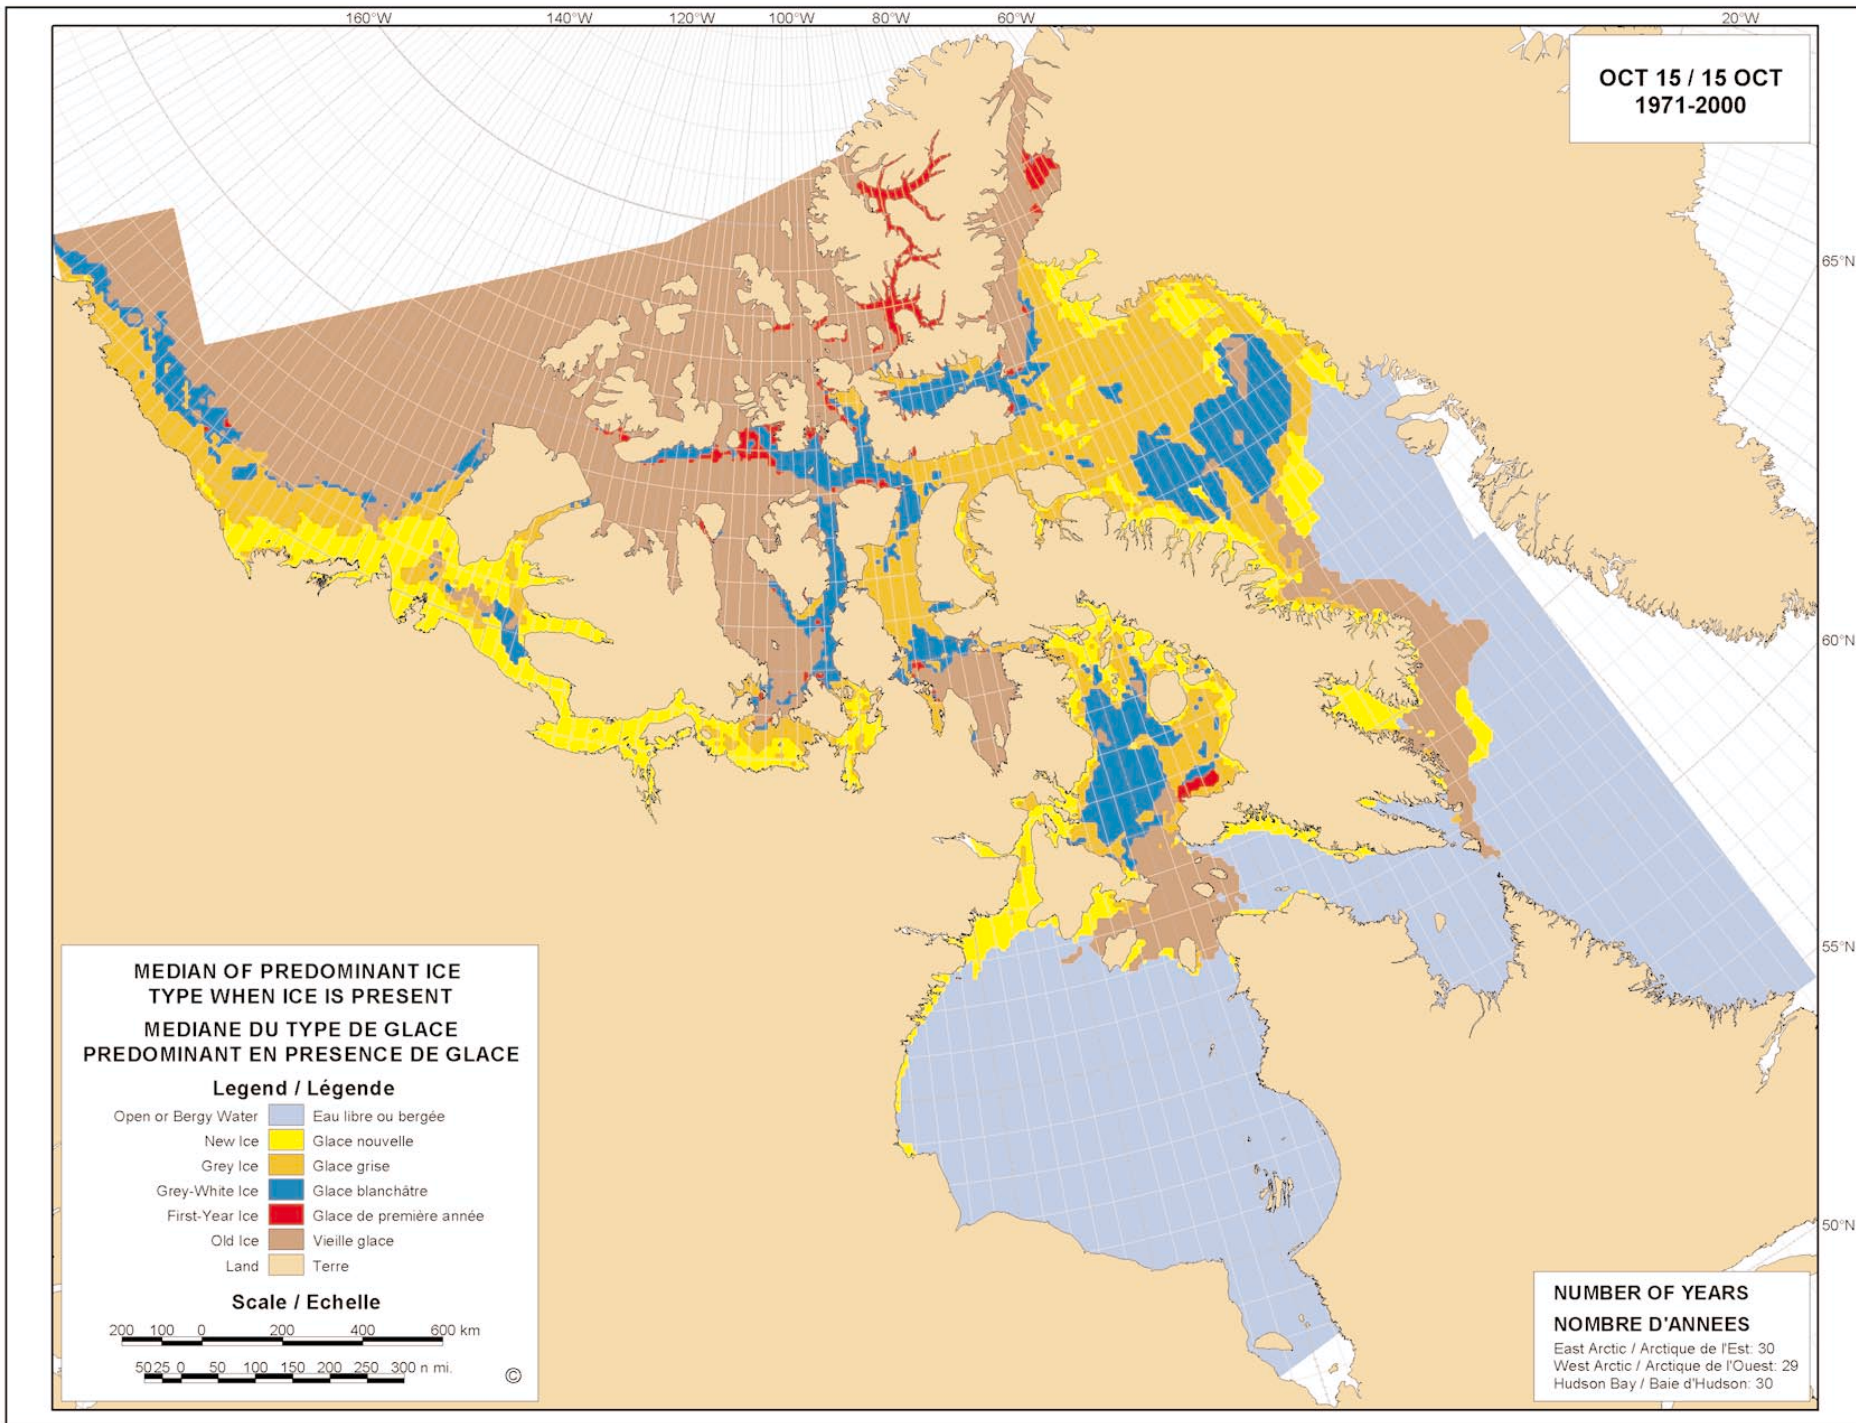 160°W 140°W 120°W 100°W 80°W 60°W 20°W
OCT 15 / 15 OCT
1971-2000
65°N
60°N
55°N
50°N
MEDIAN OF PREDOMINANT ICE
TYPE WHEN ICE IS PRESENT
MEDIANE DU TYPE DE GLACE
PREDOMINANT EN PRESENCE DE GLACE
Legend / Légende
Open or Bergy Water Eau libre ou bergée
New Ice Glace nouvelle
Grey Ice Glace grise
Grey-White Ice Glace blanchâtre
First-Year Ice Glace de première année
Old Ice Vieille glace
Land Terre
Scale / Echelle
200 100 0 200 400 600 km
50 25 0 50 100 150 200 250 300 n mi.
©
NUMBER OF YEARS
NOMBRE D'ANNEES
East Arctic / Arctique de l'Est: 30
West Arctic / Arctique de l'Ouest: 29
Hudson Bay / Baie d'Hudson: 30